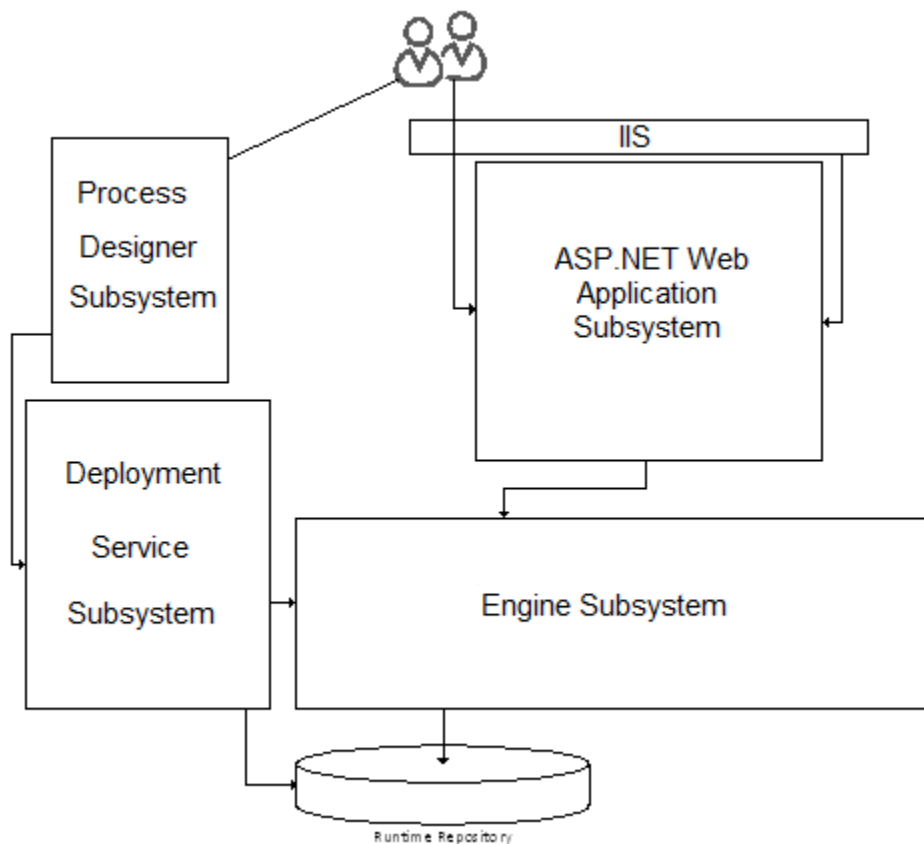 IIS
Process
Designer
Subsystem
ASP.NET Web
Application
Subsystem
Deployment
Service
Subsystem
Engine Subsystem
Runtime Repository